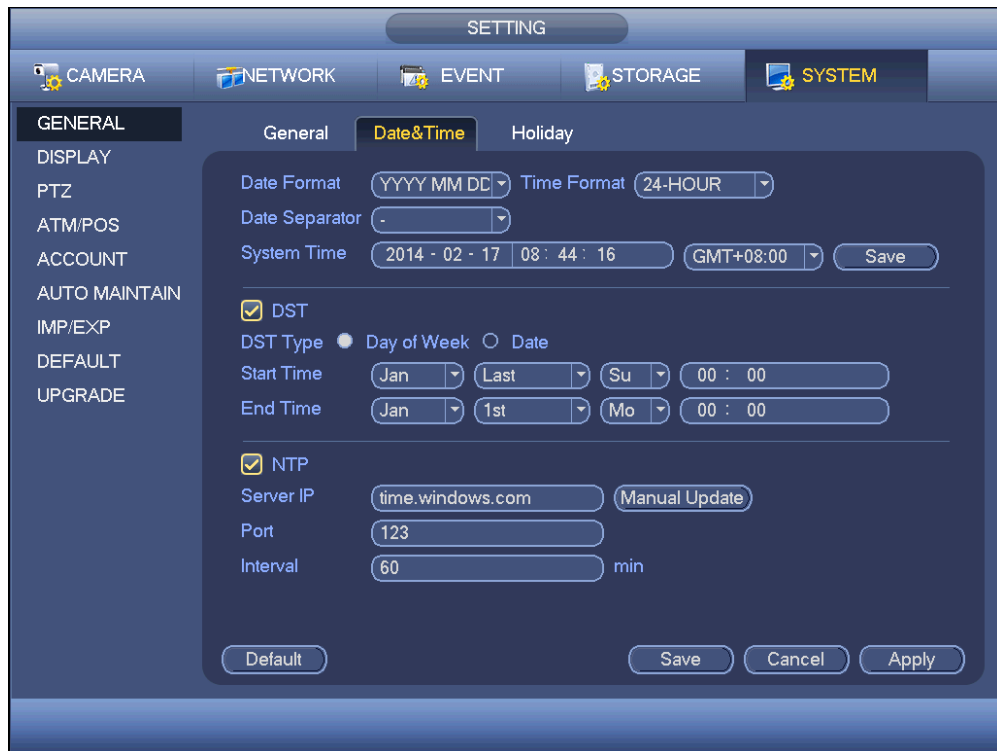 SETTING
CAMERA NETWORK EVENT STORAGE SYSTEM
GENERAL
DISPLAY
PTZ
ATM/POS
ACCOUNT
AUTO MAINTAIN
IMP/EXP
DEFAULT
UPGRADE
General Date&Time Holiday
Date Format YYYY MM DD Time Format 24-HOUR
Date Separator -
System Time 2014 - 02 - 17 08 : 44 : 16 GMT+08:00 Save
DST
DST Type Day of Week Date
Start Time Jan Last Su 00 : 00
End Time Jan 1st Mo 00 : 00
NTP
Server IP time.windows.com Manual Update
Port 123
Interval 60 min
Default Save Cancel Apply